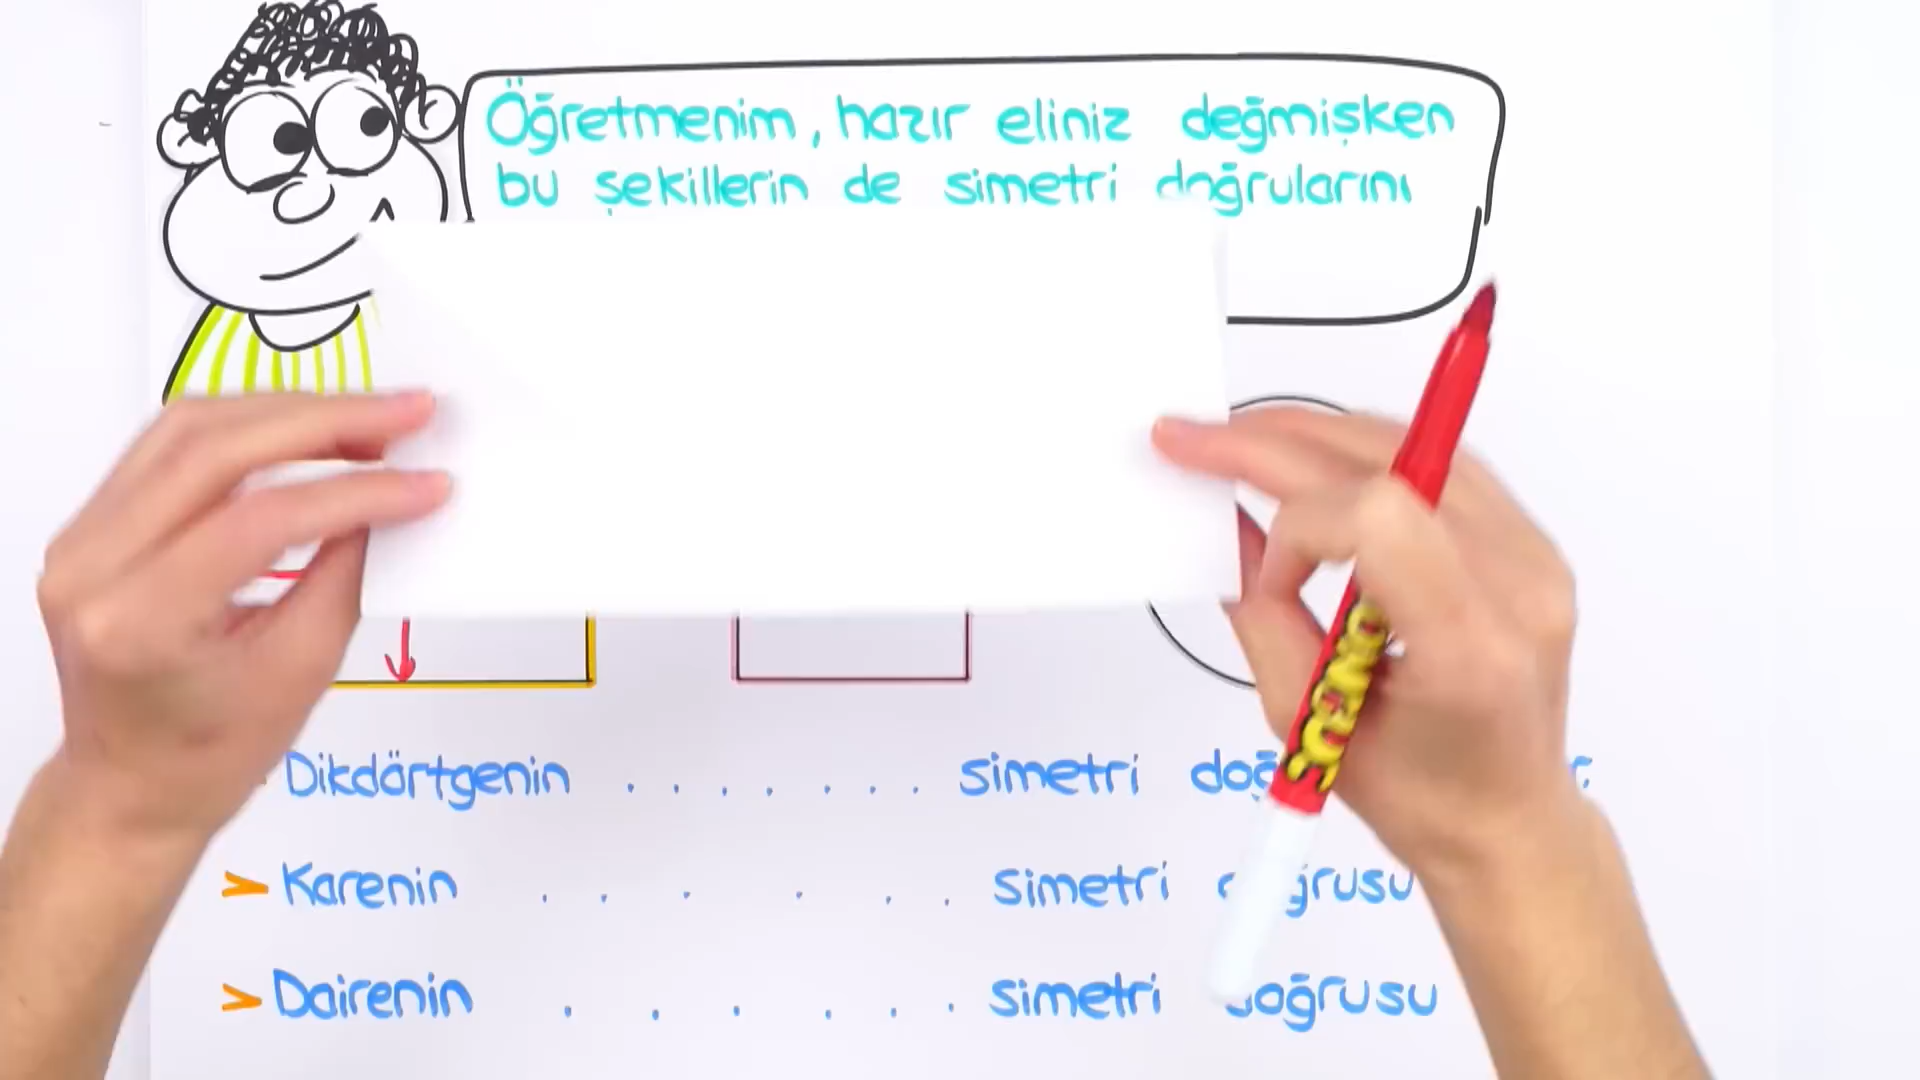 Öğretmenim, hazır eliniz değmişken
bu şekillerin de simetri doğrularını
Dikdörtgenin . . . . . . . simetri
> Karenin . . . . . . simetri
> Dairenin . . . . . . simetri doğrusu